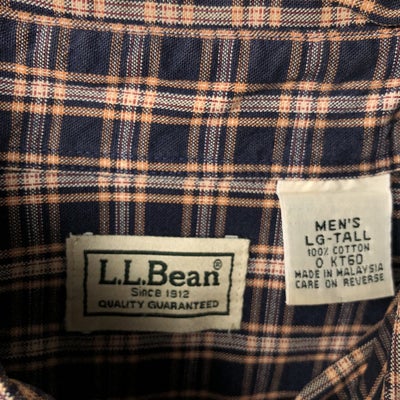 L.L.Bean®
SINCE 1912
QUALITY GUARANTEED
MEN'S
LG-TALL
100% COTTON
0 KT60
MADE IN MALAYSIA
CARE ON REVERSE